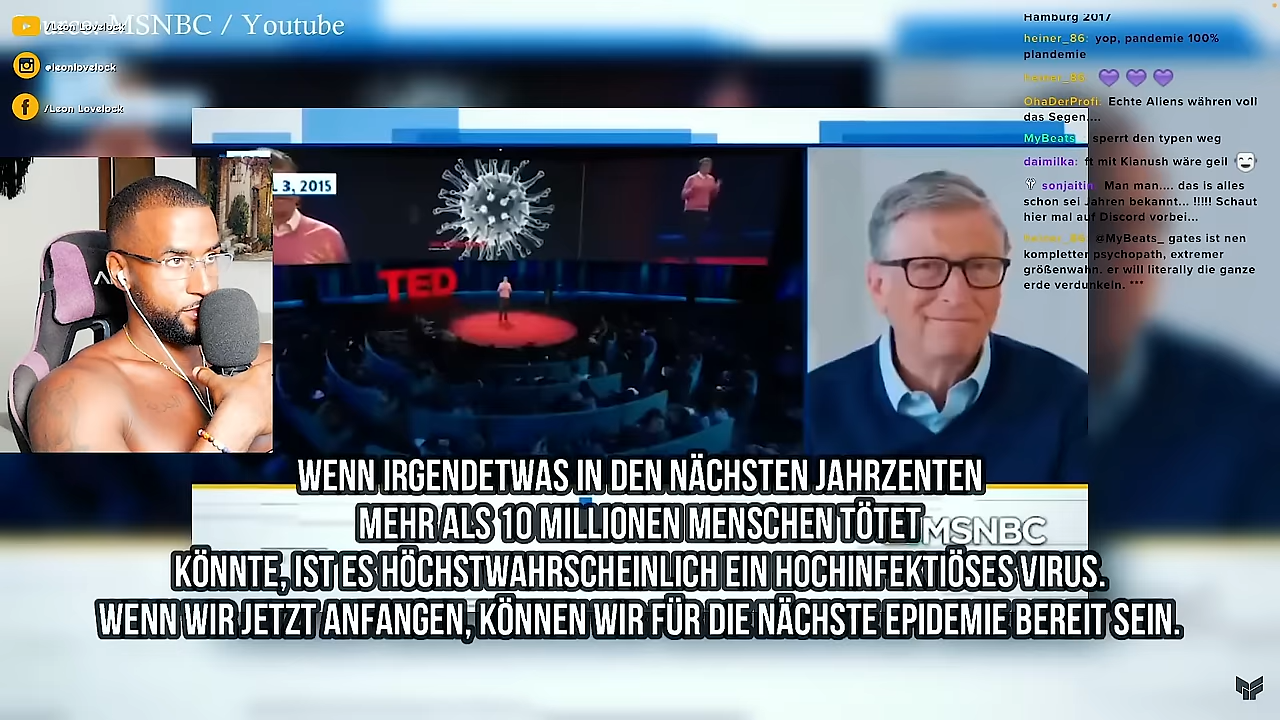 MSNBC / Youtube
/Leon Lovelock
@leonlovelock
/Leon Lovelock
L 3, 2015
TED
Hamburg 2017
heiner_86: yop, pandemie 100%
plandemie
heiner_86:
OhaDerProfi: Echte Aliens währen voll
das Segen....
MyBeats_: sperrt den typen weg
daimilka: ft mit Kianush wäre geil
sonjaitin: Man man.... das is alles
schon sei Jahren bekannt... !!!!! Schaut
hier mal auf Discord vorbei...
heiner_86: @MyBeats_ gates ist nen
kompletter psychopath, extremer
größenwahn. er will literally die ganze
erde verdunkeln. ***
WENN IRGENDETWAS IN DEN NÄCHSTEN JAHRZENTEN
MEHR ALS 10 MILLIONEN MENSCHEN TÖTET
MSNBC
KÖNNTE, IST ES HÖCHSTWAHRSCHEINLICH EIN HOCHINFEKTIÖSES VIRUS.
WENN WIR JETZT ANFANGEN, KÖNNEN WIR FÜR DIE NÄCHSTE EPIDEMIE BEREIT SEIN.